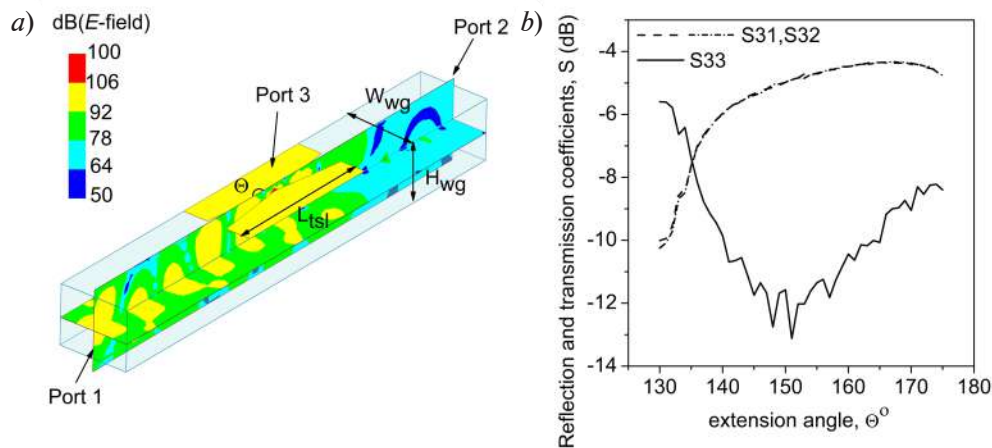 a)
dB(E-field)
100
106
92
78
64
50
Port 2
Port 3
Wwg
Hwg
Θ
Ltsl
Port 1
b)
S31,S32
S33
Reflection and transmission coefficients, S (dB)
-4
-6
-8
-10
-12
-14
130 140 150 160 170 180
extension angle, Θº